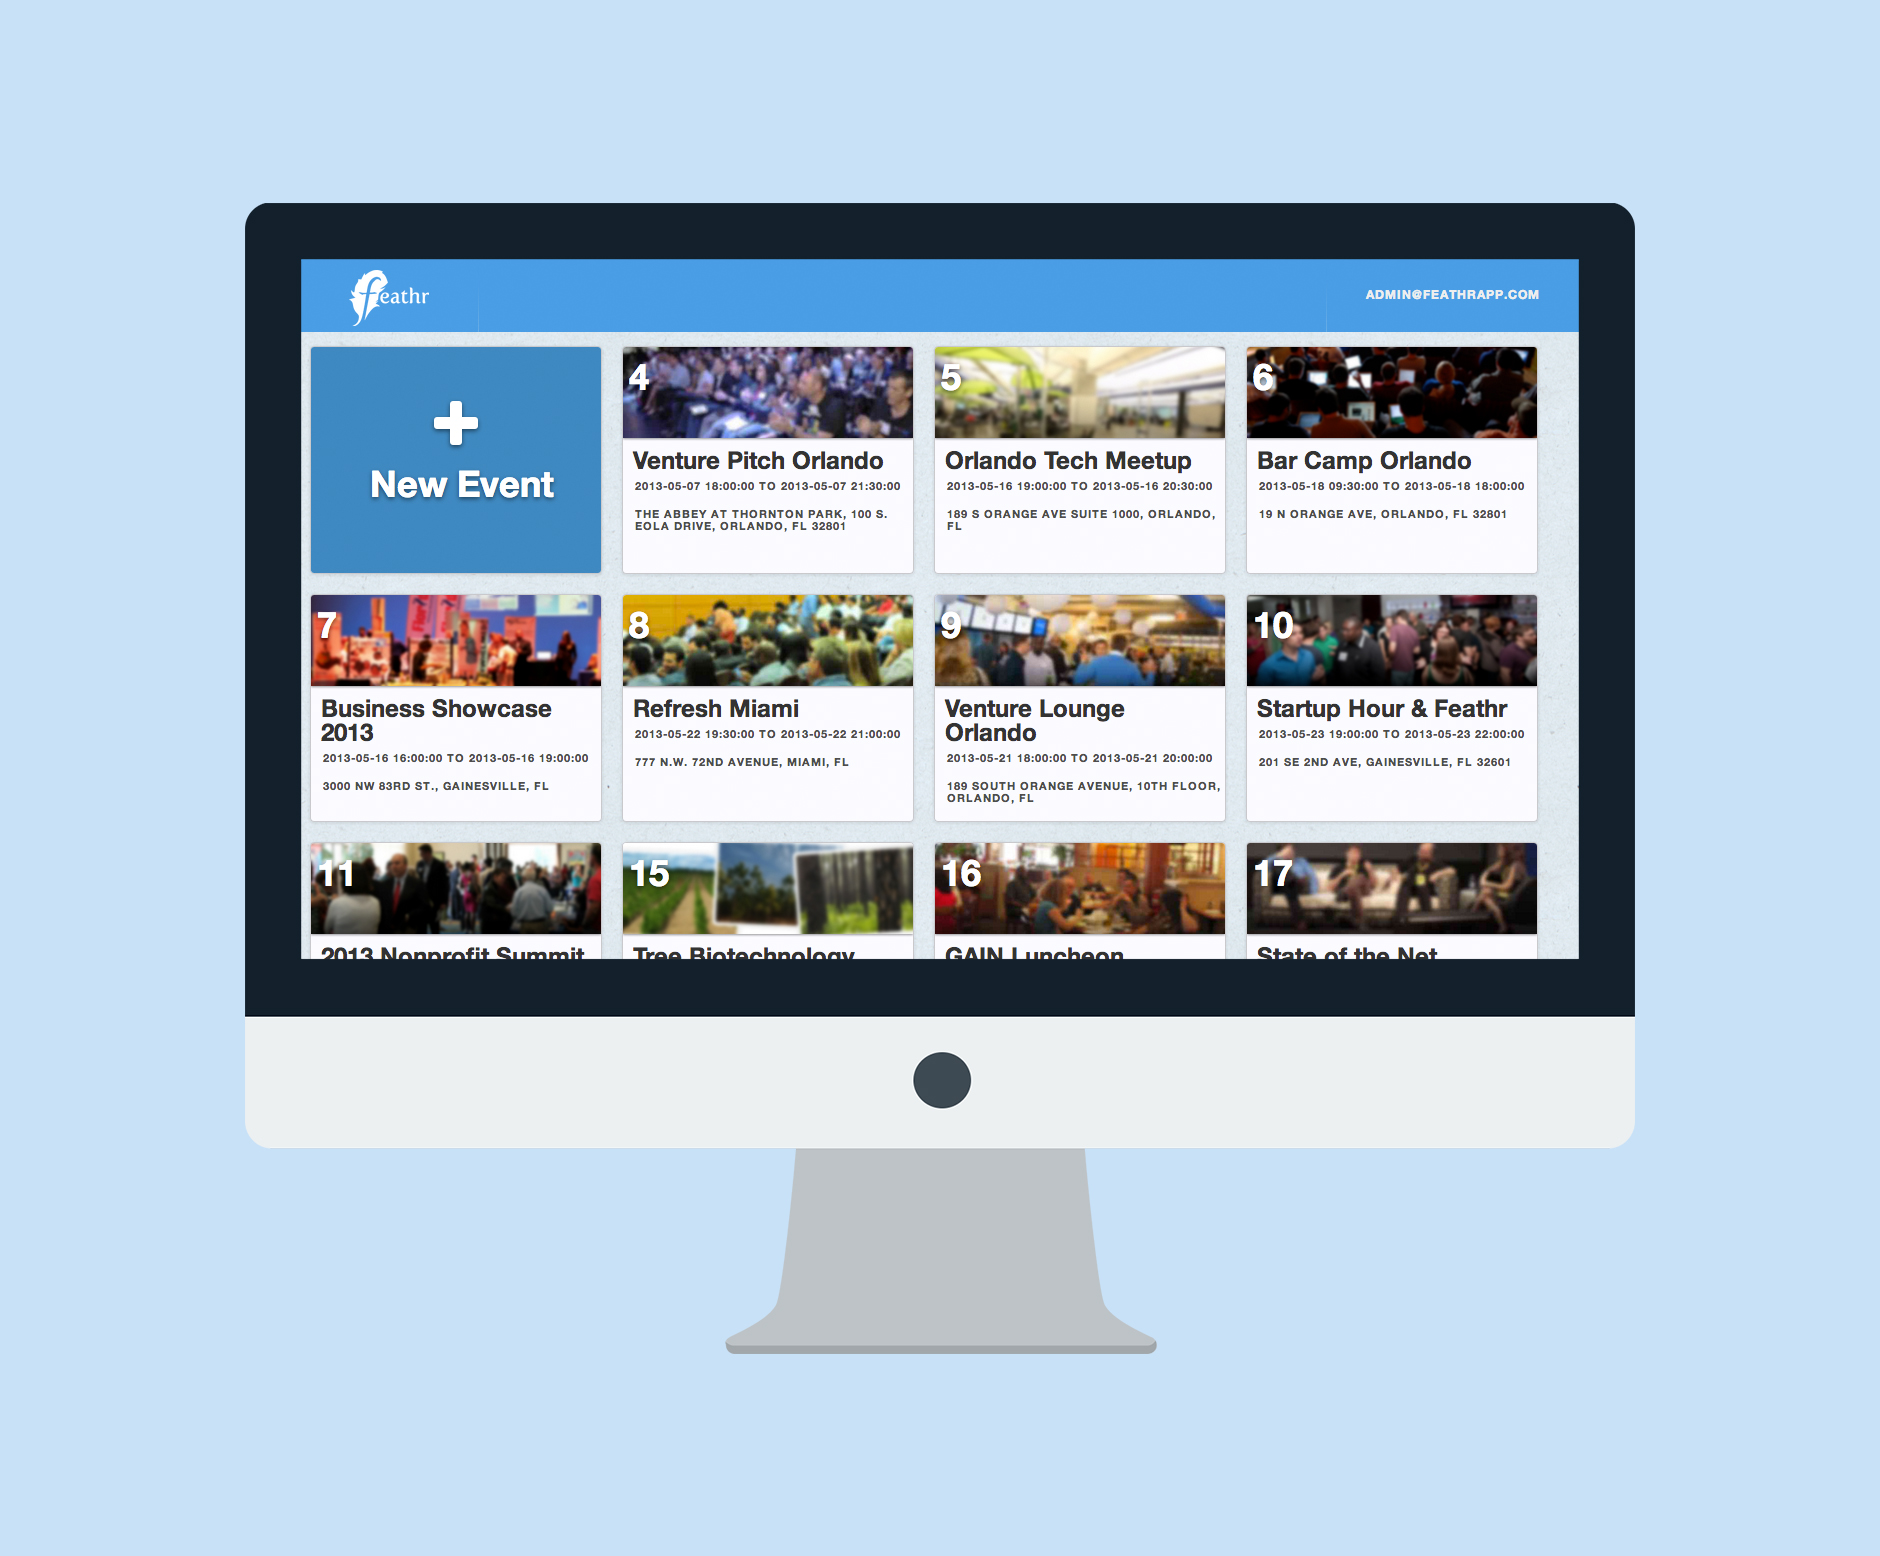 feathr
ADMIN@FEATHRAPP.COM
New Event
4
Venture Pitch Orlando
2013-05-07 18:00:00 TO 2013-05-07 21:30:00
THE ABBEY AT THORNTON PARK, 100 S.
EOLA DRIVE, ORLANDO, FL 32801
5
Orlando Tech Meetup
2013-05-16 19:00:00 TO 2013-05-16 20:30:00
189 S ORANGE AVE SUITE 1000, ORLANDO,
FL
6
Bar Camp Orlando
2013-05-18 09:30:00 TO 2013-05-18 18:00:00
19 N ORANGE AVE, ORLANDO, FL 32801
7
Business Showcase
2013
2013-05-16 16:00:00 TO 2013-05-16 19:00:00
3000 NW 83RD ST., GAINESVILLE, FL
8
Refresh Miami
2013-05-22 19:30:00 TO 2013-05-22 21:00:00
777 N.W. 72ND AVENUE, MIAMI, FL
9
Venture Lounge
Orlando
2013-05-21 18:00:00 TO 2013-05-21 20:00:00
189 SOUTH ORANGE AVENUE, 10TH FLOOR,
ORLANDO, FL
10
Startup Hour & Feathr
2013-05-23 19:00:00 TO 2013-05-23 22:00:00
201 SE 2ND AVE, GAINESVILLE, FL 32601
11
2013 Nonprofit Summit
15
Tree Biotechnology
16
GAIN Luncheon
17
State of the Net